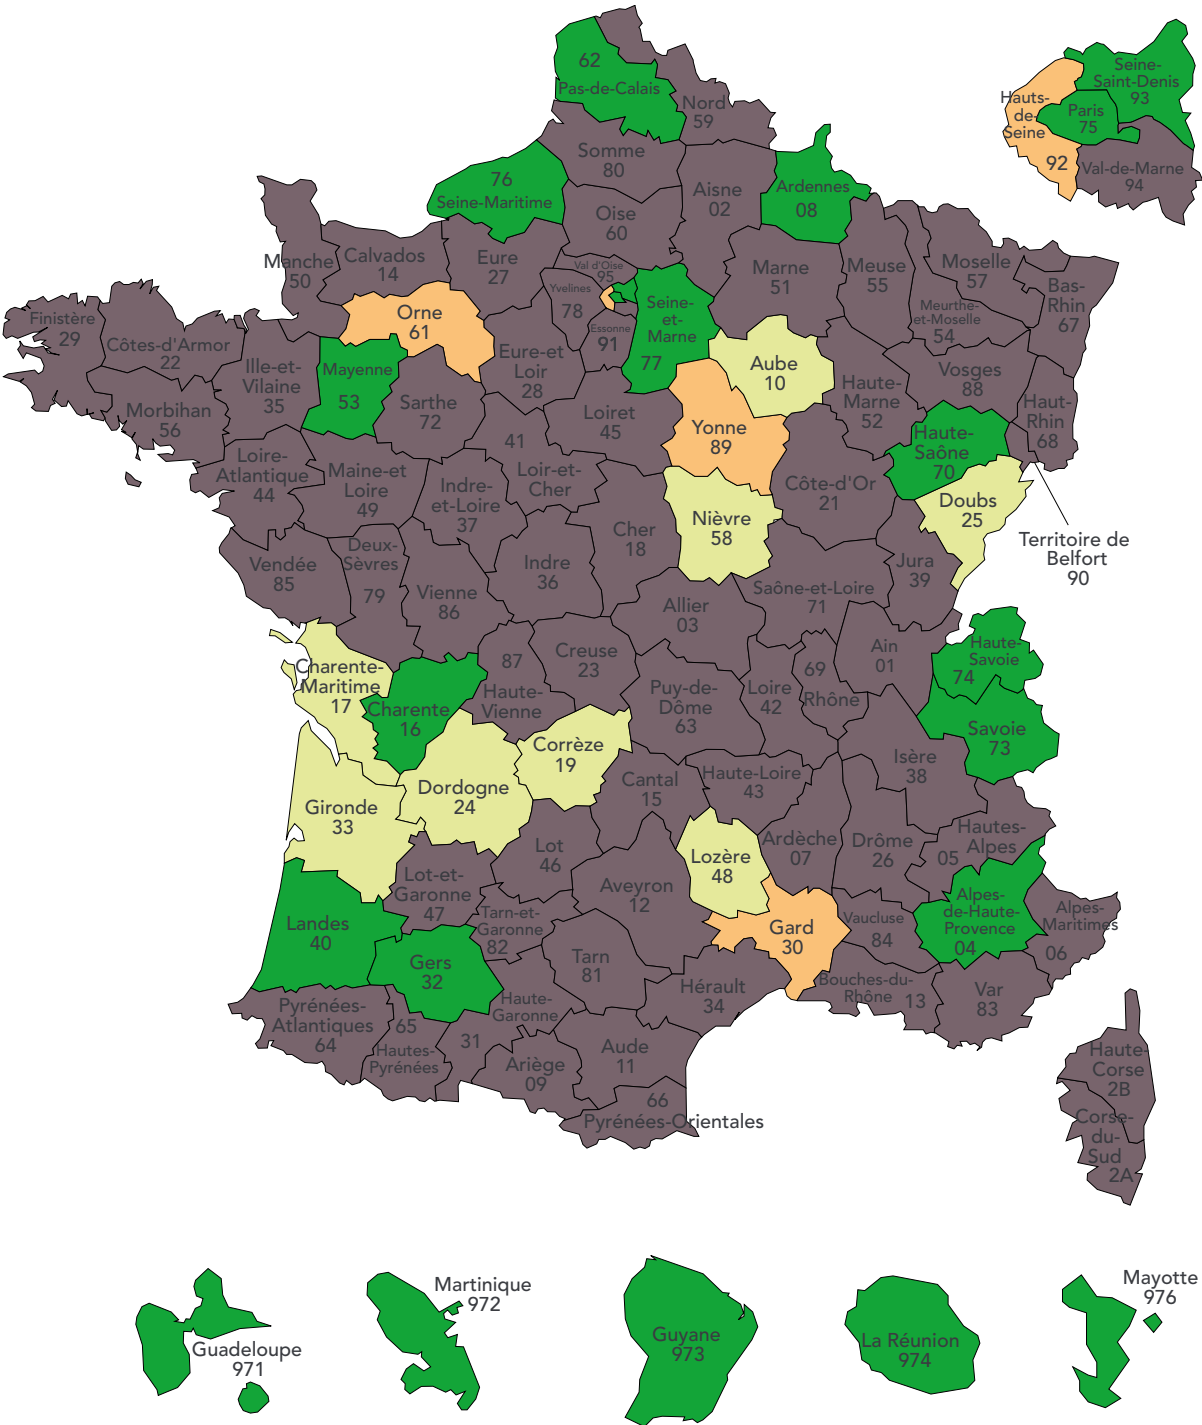 62
Pas-de-Calais
Nord
59
Seine-
Saint-Denis
93
Hauts-
de-
Seine
92
Paris
75
Val-de-Marne
94
Somme
80
76
Seine-Maritime
Aisne
02
Ardennes
08
Oise
60
Manche
50
Calvados
14
Eure
27
Val d'Oise
95
Yvelines
78
Essonne
91
Seine-
et-
Marne
77
Marne
51
Meuse
55
Moselle
57
Meurthe-
et-Moselle
54
Bas-
Rhin
67
Finistère
29
Côtes-d'Armor
22
Morbihan
56
Ille-et-
Vilaine
35
Orne
61
Mayenne
53
Sarthe
72
Eure-et
Loir
28
Loiret
45
Aube
10
Haute-
Marne
52
Vosges
88
Haut-
Rhin
68
Yonne
89
Haute-
Saône
70
Loire-
Atlantique
44
Maine-et
Loire
49
Indre-
et-Loire
37
41
Loir-et-
Cher
Cher
18
Nièvre
58
Côte-d'Or
21
Doubs
25
Territoire de
Belfort
90
Vendée
85
Deux-
Sèvres
79
Vienne
86
Indre
36
Allier
03
Saône-et-Loire
71
Jura
39
Charente-
Maritime
17
Charente
16
87
Haute-
Vienne
Creuse
23
Puy-de-
Dôme
63
Loire
42
69
Rhône
Ain
01
Haute-
Savoie
74
Savoie
73
Gironde
33
Dordogne
24
Corrèze
19
Cantal
15
Haute-Loire
43
Isère
38
Lot-et-
Garonne
47
Lot
46
Aveyron
12
Lozère
48
Ardèche
07
Drôme
26
Hautes-
Alpes
05
Landes
40
Gers
32
Tarn-et-
Garonne
82
Tarn
81
Gard
30
Vaucluse
84
Alpes-
de-Haute-
Provence
04
Alpes-
Maritimes
06
Pyrénées-
Atlantiques
64
65
Hautes-
Pyrénées
Haute-
Garonne
31
Ariège
09
Aude
11
Hérault
34
Bouches-du-
Rhône
13
Var
83
66
Pyrénées-Orientales
Haute-
Corse
2B
Corse-
du-
Sud
2A
Guadeloupe
971
Martinique
972
Guyane
973
La Réunion
974
Mayotte
976